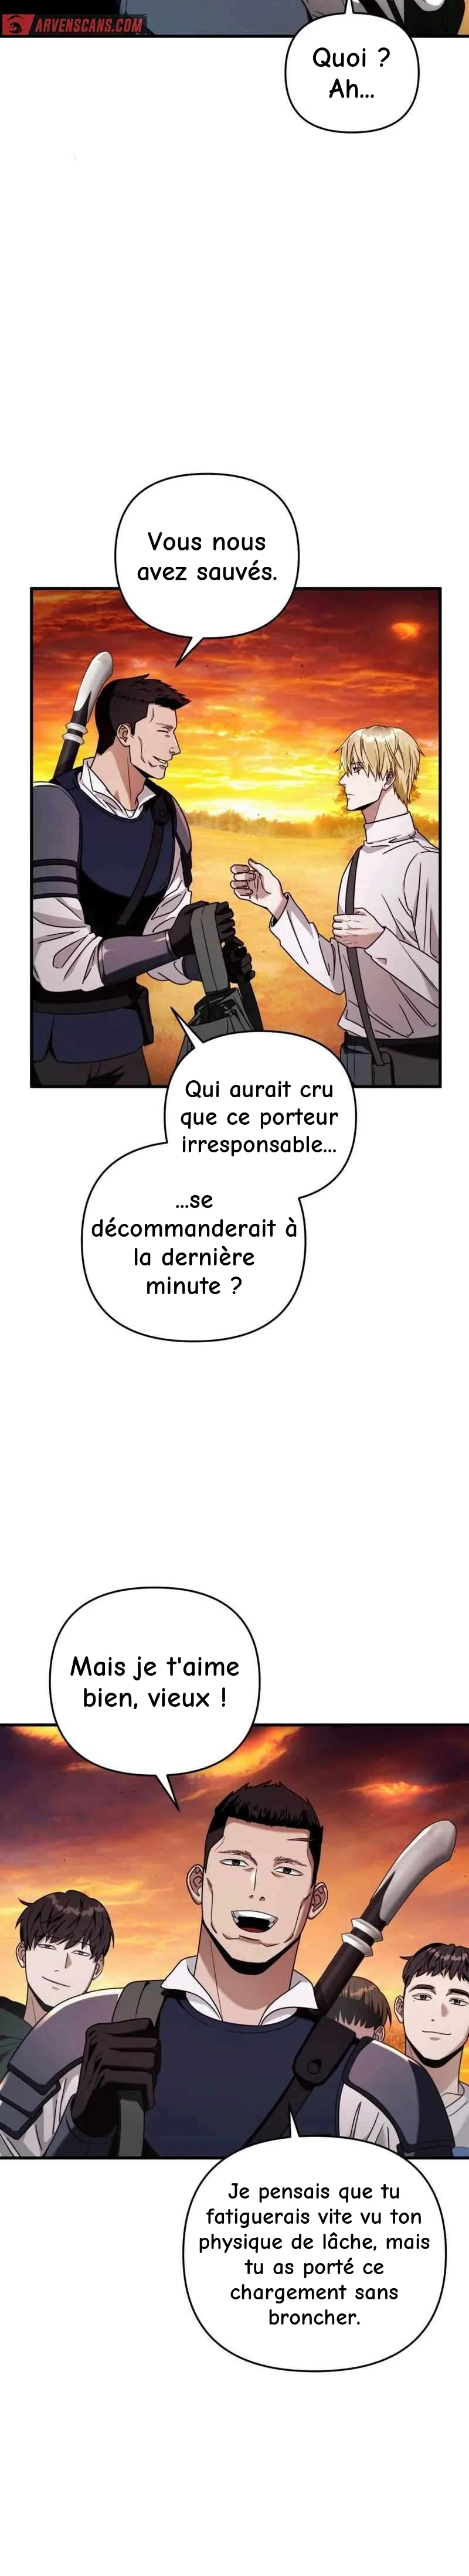 ARVENSCANS.COM
Quoi ?
Ah...
Vous nous
avez sauvés.
Qui aurait cru
que ce porteur
irresponsable...
...se
décommanderait à
la dernière
minute ?
Mais je t'aime
bien, vieux !
Je pensais que tu
fatiguerais vite vu ton
physique de lâche, mais
tu as porté ce
chargement sans
broncher.